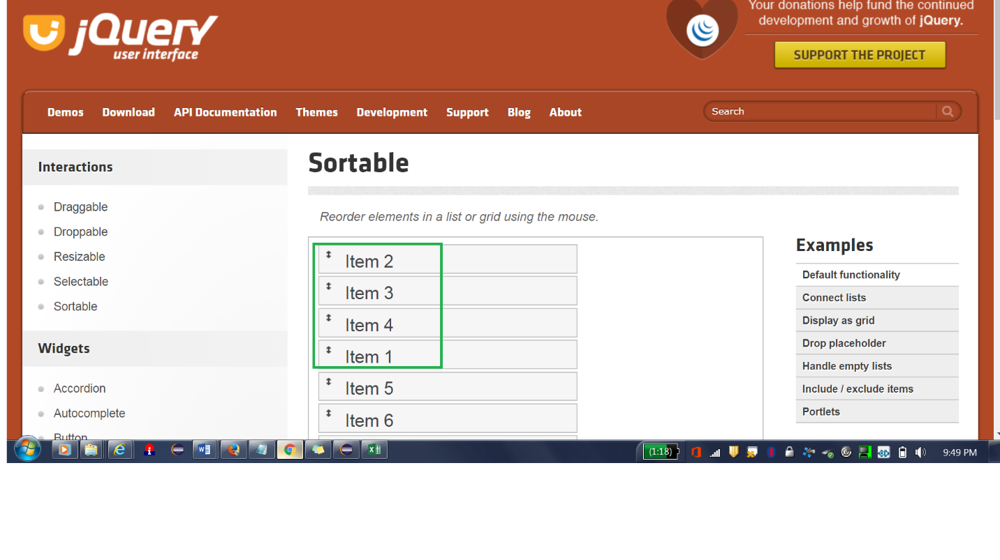 Your donations help fund the continued
development and growth of jQuery.
jQuery
user interface
SUPPORT THE PROJECT
Demos Download API Documentation Themes Development Support Blog About Search
Interactions
Draggable
Droppable
Resizable
Selectable
Sortable
Widgets
Accordion
Autocomplete
Button
Sortable
Reorder elements in a list or grid using the mouse.
Item 2
Item 3
Item 4
Item 1
Item 5
Item 6
Examples
Default functionality
Connect lists
Display as grid
Drop placeholder
Handle empty lists
Include / exclude items
Portlets
(1:18) 9:49 PM